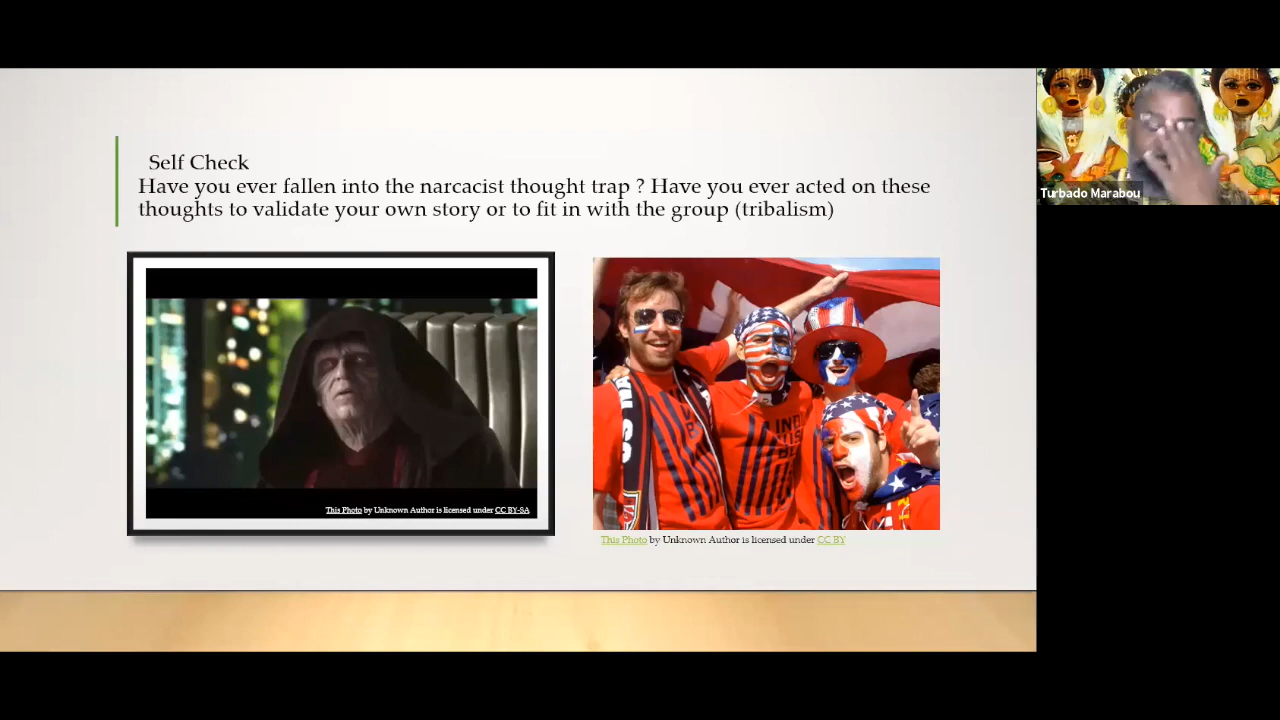 Self Check
Have you ever fallen into the narcacist thought trap ? Have you ever acted on these
thoughts to validate your own story or to fit in with the group (tribalism)
This Photo by Unknown Author is licensed under CC BY-SA
This Photo by Unknown Author is licensed under CC BY
Turbado Marabou